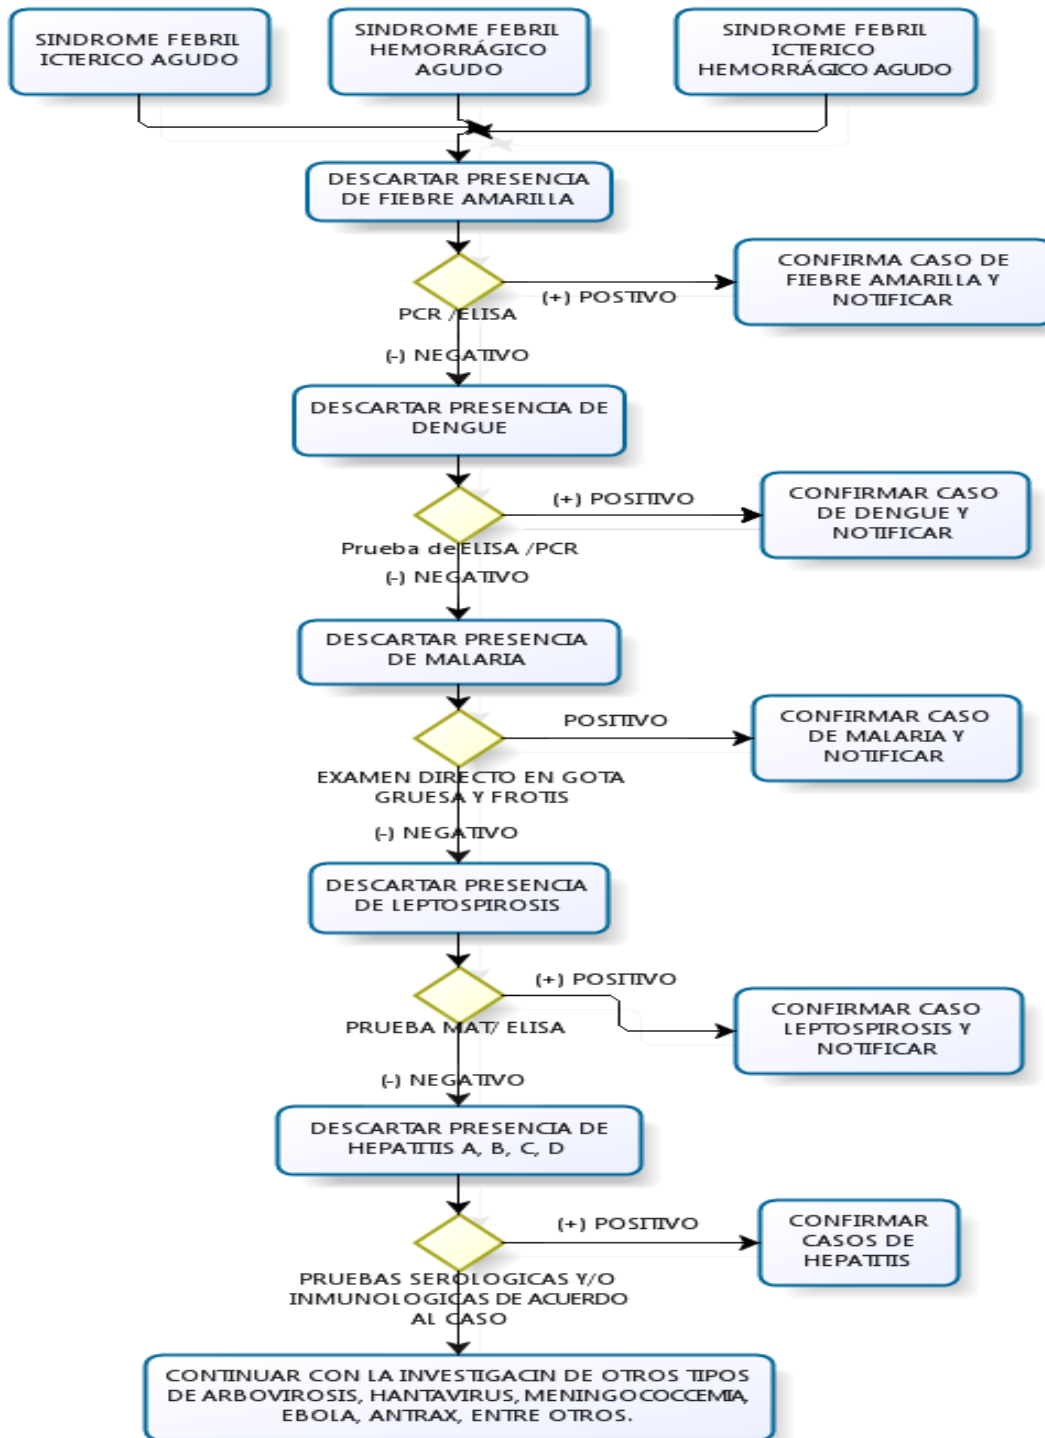 SINDROME FEBRIL
ICTERICO AGUDO
SINDROME FEBRIL
HEMORRÁGICO
AGUDO
SINDROME FEBRIL
ICTERICO
HEMORRÁGICO AGUDO
DESCARTAR PRESENCIA
DE FIEBRE AMARILLA
PCR /ELISA
(+) POSTIVO
CONFIRMA CASO DE
FIEBRE AMARILLA Y
NOTIFICAR
(-) NEGATIVO
DESCARTAR PRESENCIA DE
DENGUE
(+) POSITIVO
CONFIRMAR CASO
DE DENGUE Y
NOTIFICAR
Prueba de ELISA /PCR
(-) NEGATIVO
DESCARTAR PRESENCIA
DE MALARIA
POSITIVO
CONFIRMAR CASO
DE MALARIA Y
NOTIFICAR
EXAMEN DIRECTO EN GOTA
GRUESA Y FROTIS
(-) NEGATIVO
DESCARTAR PRESENCIA
DE LEPTOSPIROSIS
(+) POSITIVO
CONFIRMAR CASO
LEPTOSPIROSIS Y
NOTIFICAR
PRUEBA MAT/ ELISA
(-) NEGATIVO
DESCARTAR PRESENCIA DE
HEPATITIS A, B, C, D
(+) POSITIVO
CONFIRMAR
CASOS DE
HEPATITIS
PRUEBAS SEROLOGICAS Y/O
INMUNOLOGICAS DE ACUERDO
AL CASO
CONTINUAR CON LA INVESTIGACIN DE OTROS TIPOS
DE ARBOVIROSIS, HANTAVIRUS, MENINGOCOCCEMIA,
EBOLA, ANTRAX, ENTRE OTROS.